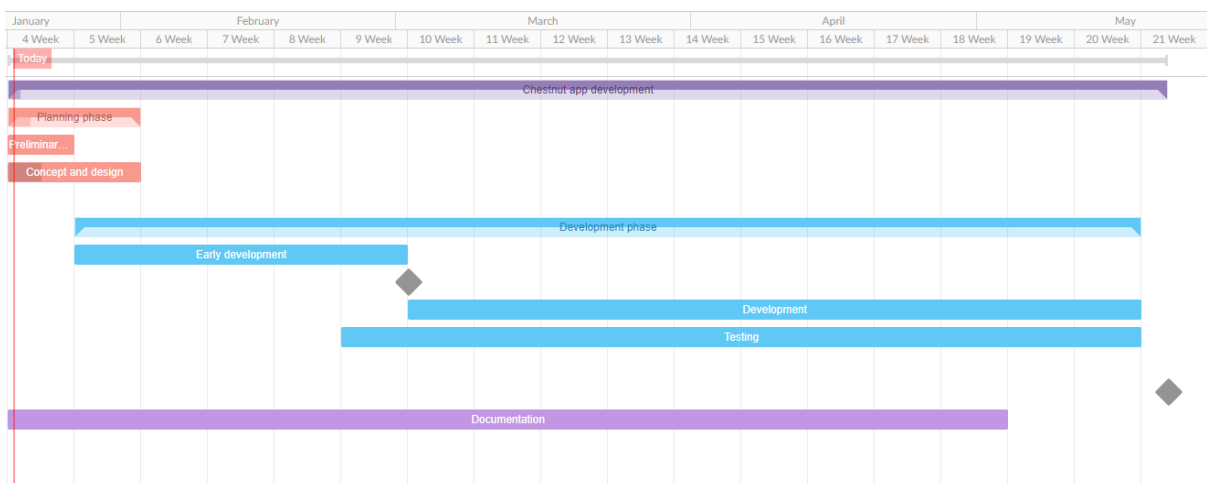 January February March April May
4 Week 5 Week 6 Week 7 Week 8 Week 9 Week 10 Week 11 Week 12 Week 13 Week 14 Week 15 Week 16 Week 17 Week 18 Week 19 Week 20 Week 21 Week
Today
Chestnut app development
Planning phase
Preliminar...
Concept and design
Development phase
Early development
Development
Testing
Documentation